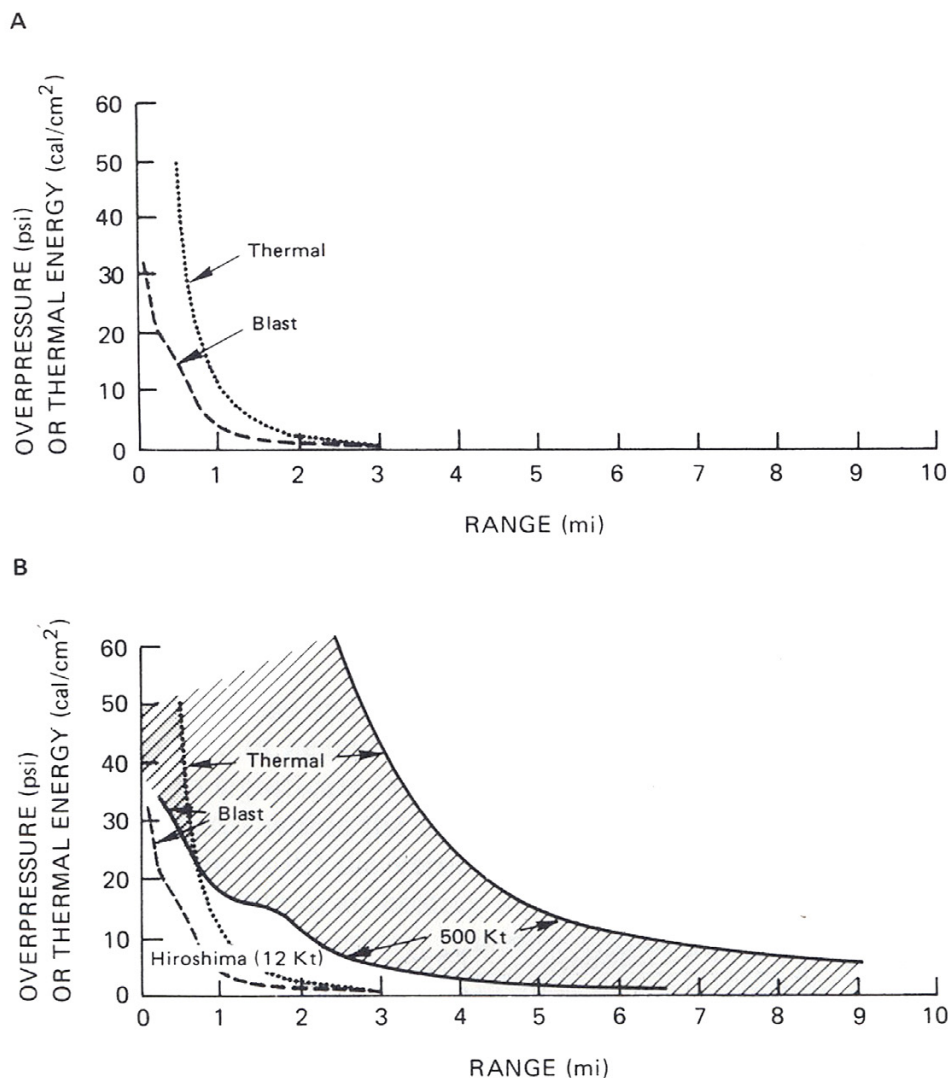 A
OVERPRESSURE (psi)
OR THERMAL ENERGY (cal/cm²)
60
50
40
30
20
10
0
Thermal
Blast
0 1 2 3 4 5 6 7 8 9 10
RANGE (mi)
B
OVERPRESSURE (psi)
OR THERMAL ENERGY (cal/cm²)
60
50
40
30
20
10
0
Thermal
Blast
500 Kt
Hiroshima (12 Kt)
0 1 2 3 4 5 6 7 8 9 10
RANGE (mi)